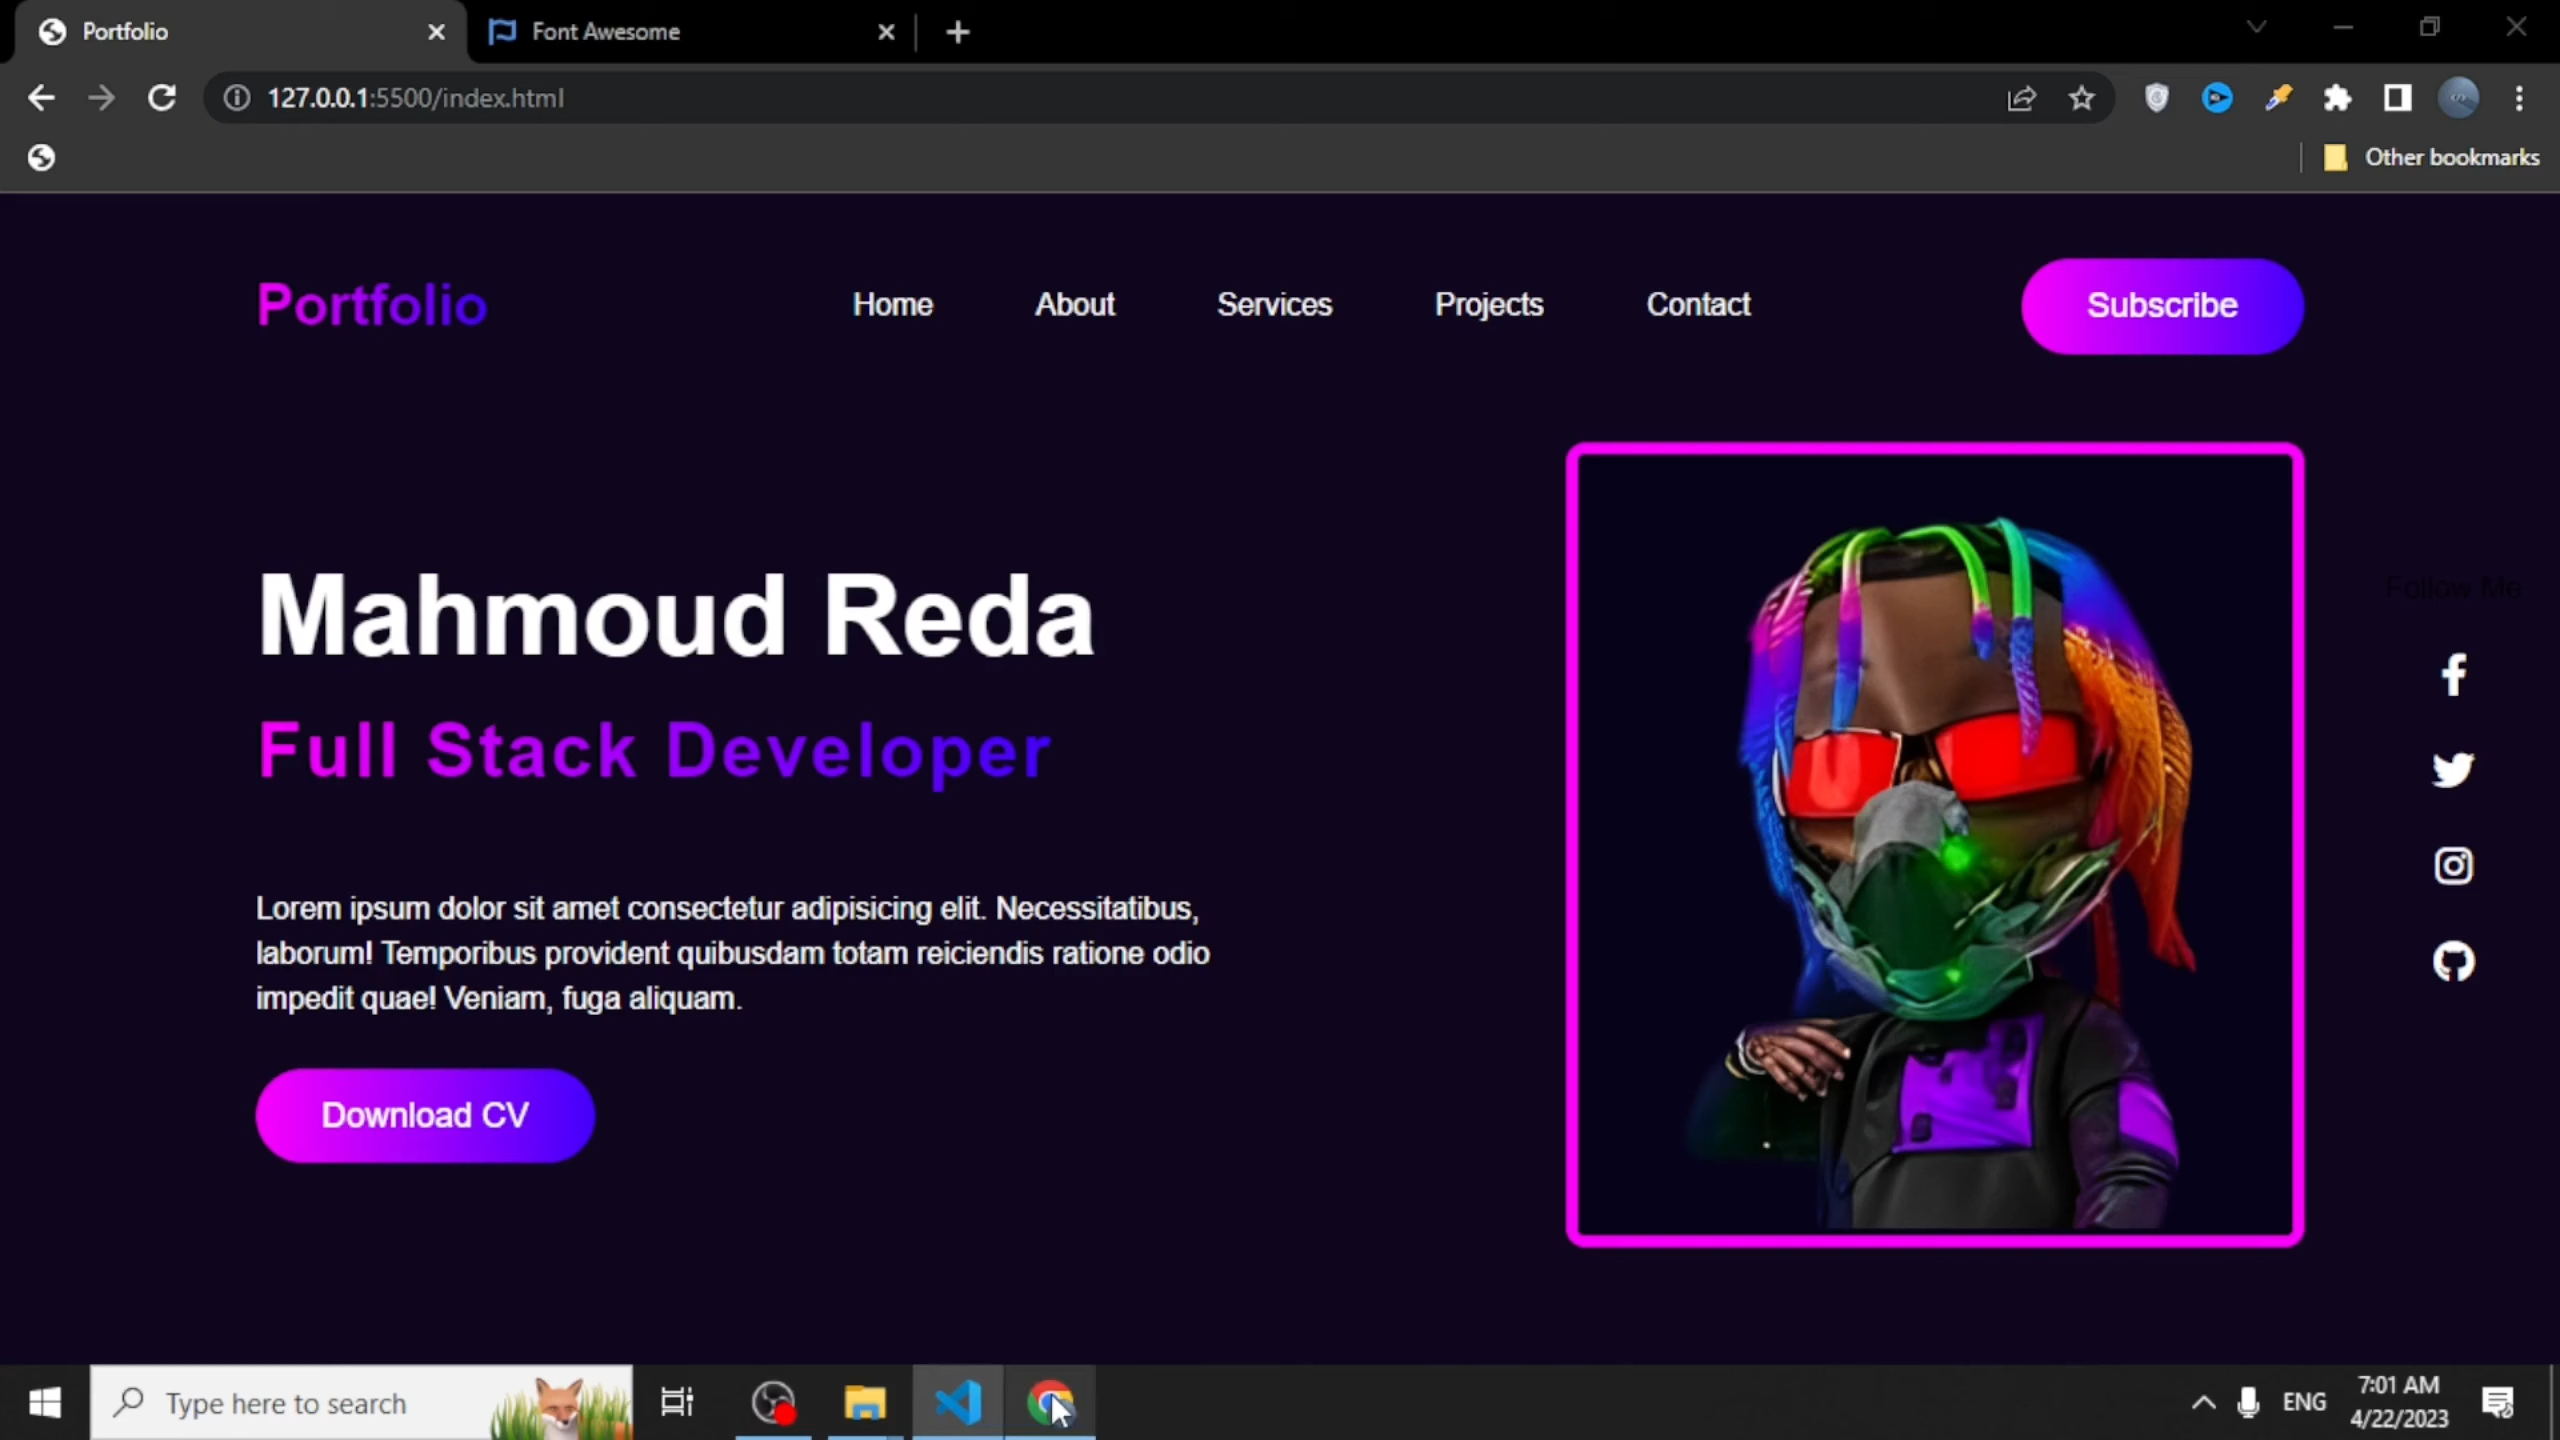 Portfolio
Font Awesome
127.0.0.1:5500/index.html
Other bookmarks
Portfolio
Home
About
Services
Projects
Contact
Subscribe
Mahmoud Reda
Full Stack Developer
Follow Me
Lorem ipsum dolor sit amet consectetur adipisicing elit. Necessitatibus,
laborum! Temporibus provident quibusdam totam reiciendis ratione odio
impedit quae! Veniam, fuga aliquam.
Download CV
Type here to search
ENG
7:01 AM
4/22/2023